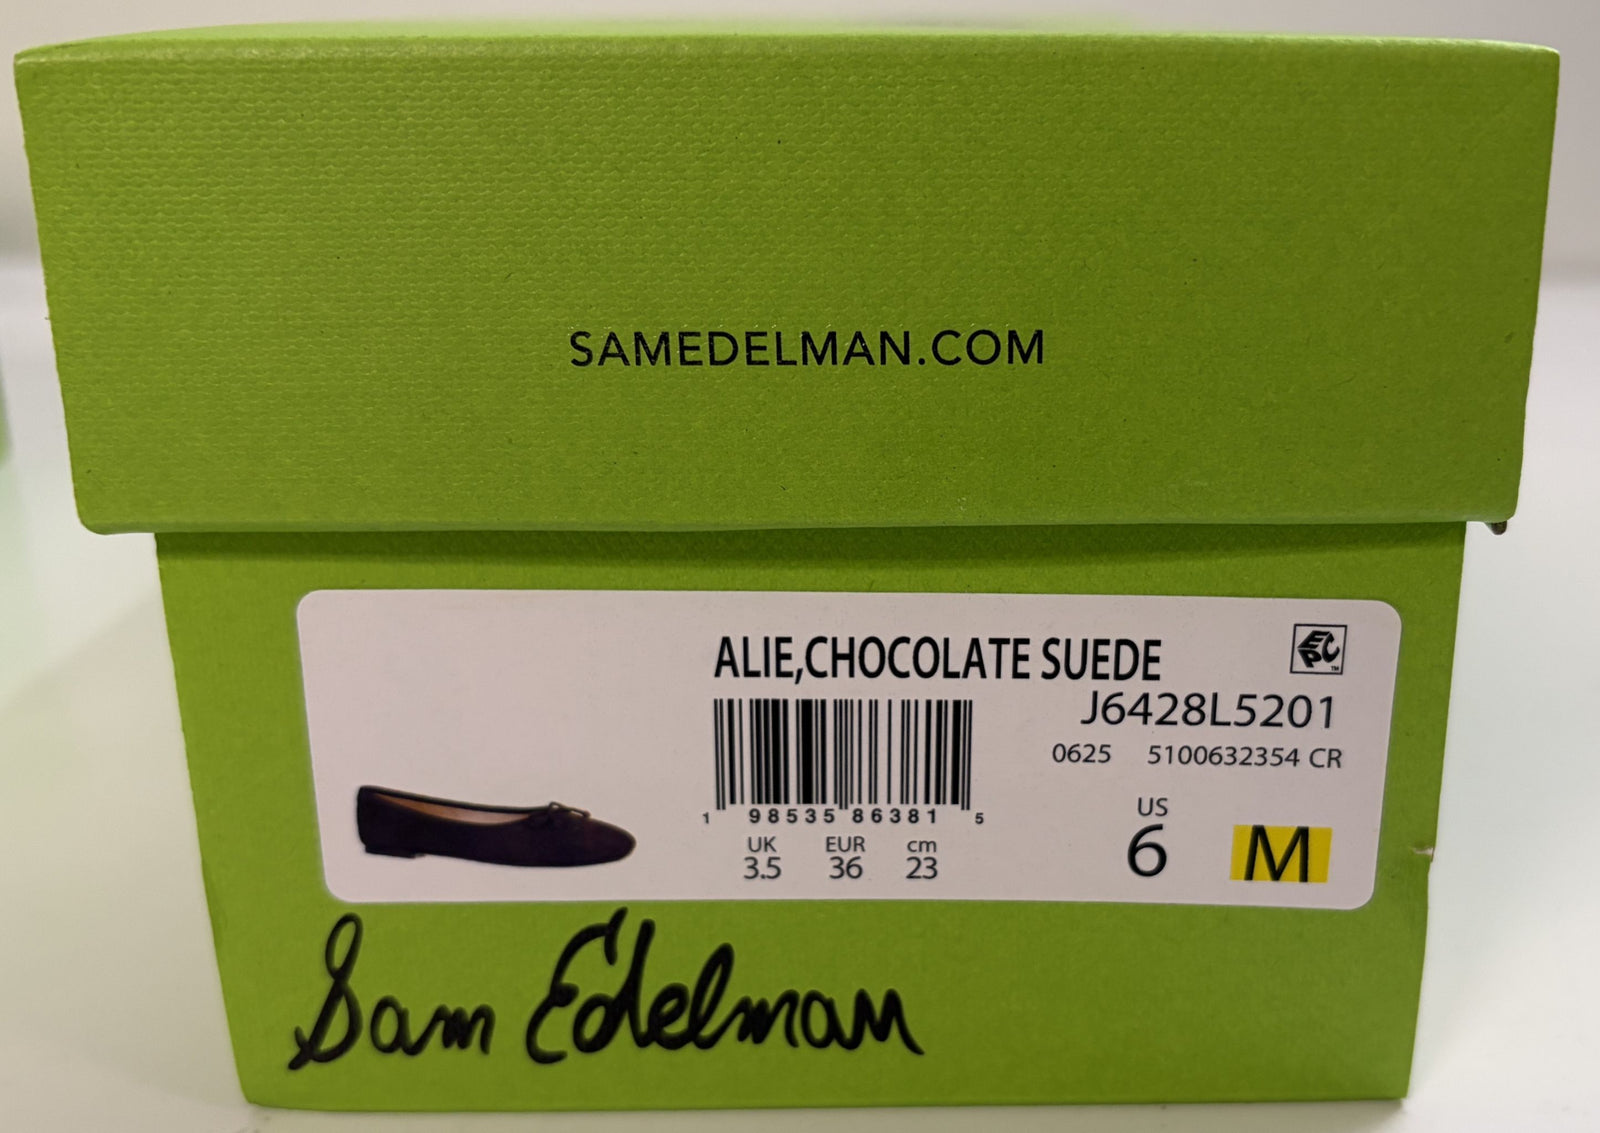 SAMEDELMAN.COM
ALIE,CHOCOLATE SUEDE
EPC™
J6428L5201
0625 5100632354 CR
1 98535 86381 5
UK EUR cm
3.5 36 23
US
6 M
Sam Edelman